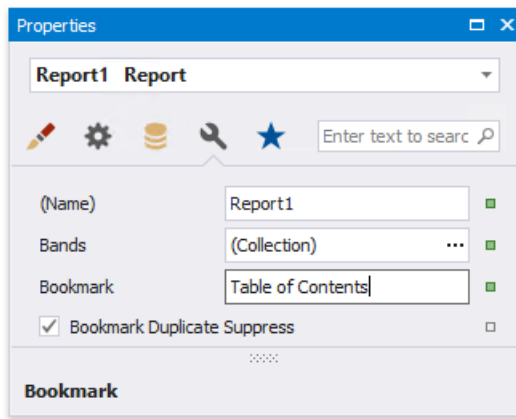 Properties
Report1 Report
Enter text to searc
(Name) Report1
Bands (Collection) ...
Bookmark Table of Contents
Bookmark Duplicate Suppress
Bookmark